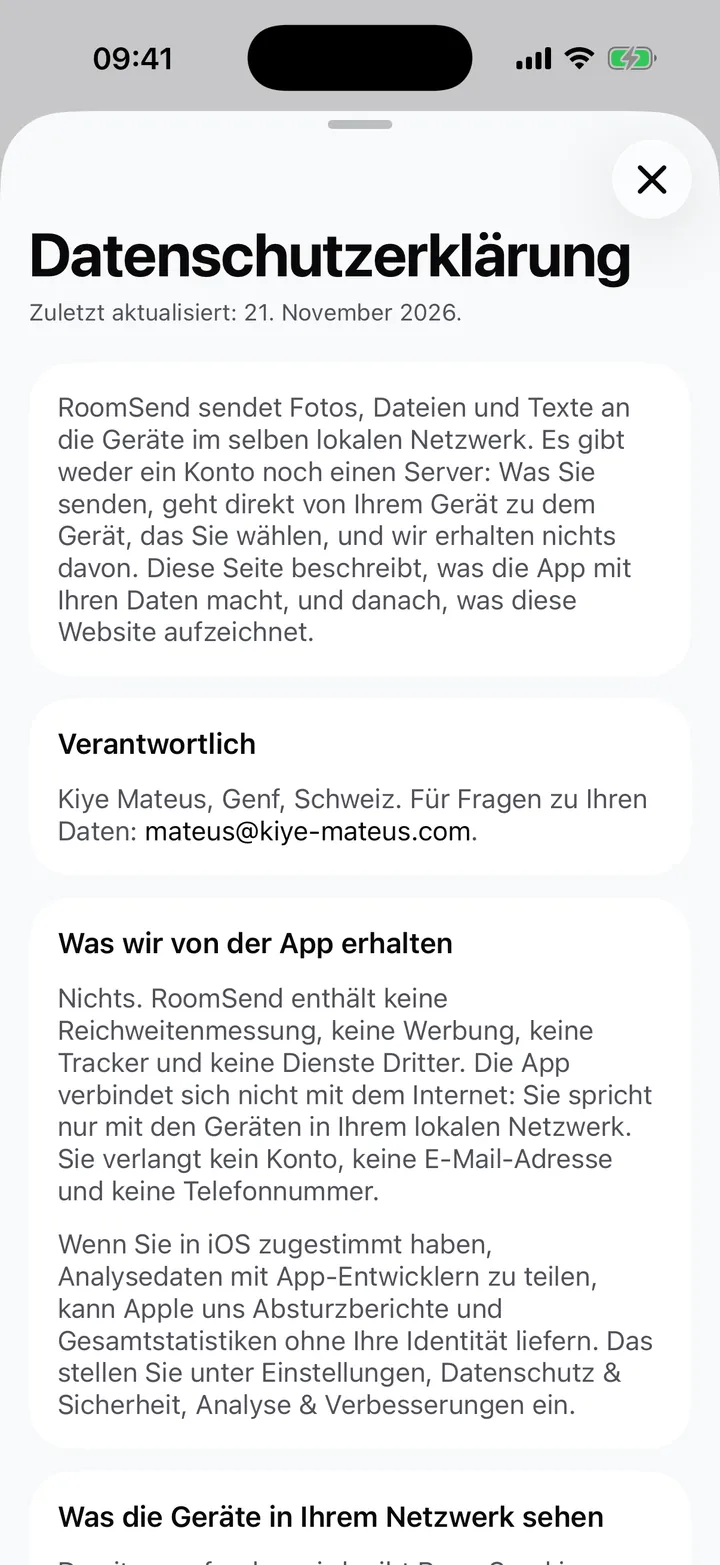 09:41
Datenschutzerklärung
Zuletzt aktualisiert: 21. November 2026.
RoomSend sendet Fotos, Dateien und Texte an
die Geräte im selben lokalen Netzwerk. Es gibt
weder ein Konto noch einen Server: Was Sie
senden, geht direkt von Ihrem Gerät zu dem
Gerät, das Sie wählen, und wir erhalten nichts
davon. Diese Seite beschreibt, was die App mit
Ihren Daten macht, und danach, was diese
Website aufzeichnet.
Verantwortlich
Kiye Mateus, Genf, Schweiz. Für Fragen zu Ihren
Daten: mateus@kiye-mateus.com.
Was wir von der App erhalten
Nichts. RoomSend enthält keine
Reichweitenmessung, keine Werbung, keine
Tracker und keine Dienste Dritter. Die App
verbindet sich nicht mit dem Internet: Sie spricht
nur mit den Geräten in Ihrem lokalen Netzwerk.
Sie verlangt kein Konto, keine E-Mail-Adresse
und keine Telefonnummer.
Wenn Sie in iOS zugestimmt haben,
Analysedaten mit App-Entwicklern zu teilen,
kann Apple uns Absturzberichte und
Gesamtstatistiken ohne Ihre Identität liefern. Das
stellen Sie unter Einstellungen, Datenschutz &
Sicherheit, Analyse & Verbesserungen ein.
Was die Geräte in Ihrem Netzwerk sehen